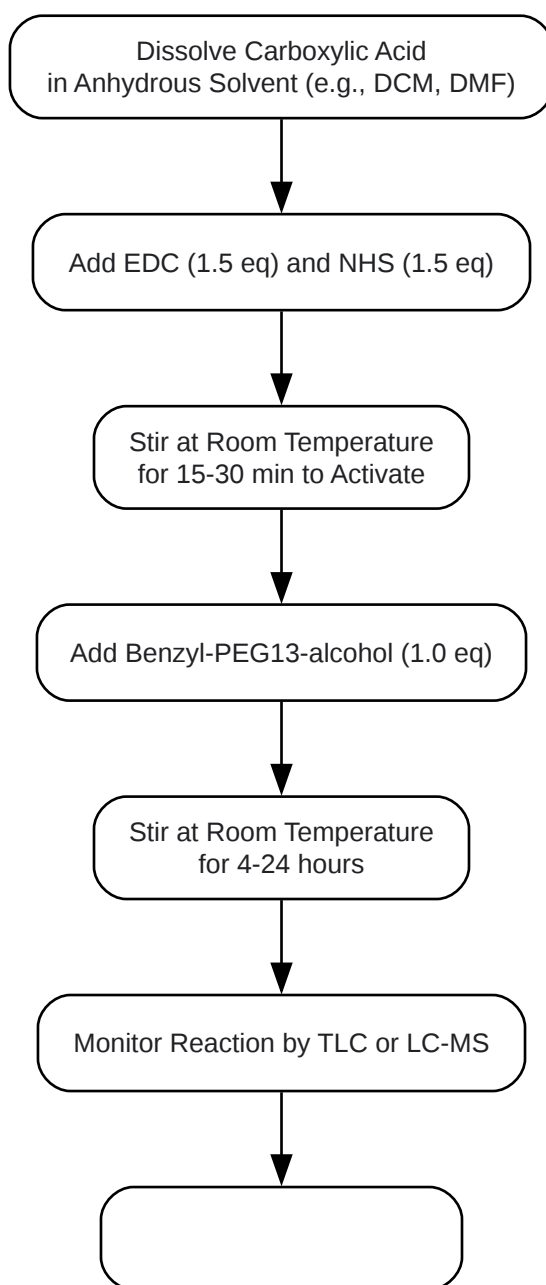 Dissolve Carboxylic Acid
in Anhydrous Solvent (e.g., DCM, DMF)
Add EDC (1.5 eq) and NHS (1.5 eq)
Stir at Room Temperature
for 15-30 min to Activate
Add Benzyl-PEG13-alcohol (1.0 eq)
Stir at Room Temperature
for 4-24 hours
Monitor Reaction by TLC or LC-MS